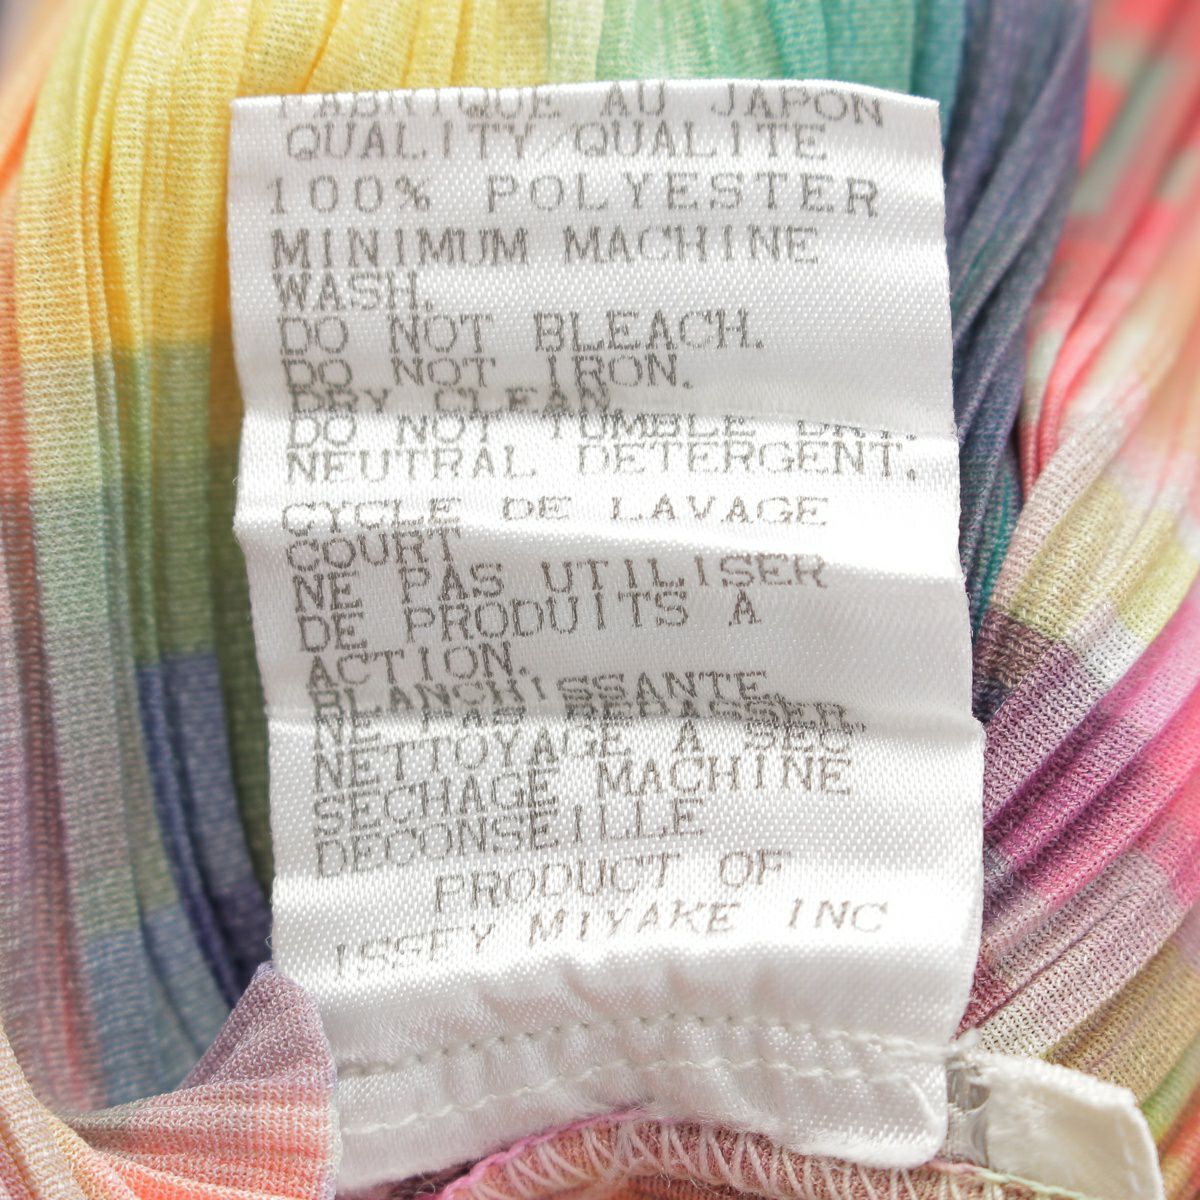 FABRIQUE AU JAPON
QUALITY/QUALITE
100% POLYESTER
MINIMUM MACHINE
WASH.
DO NOT BLEACH.
DO NOT IRON.
DRY CLEAN
DO NOT TUMBLE DRY.
NEUTRAL DETERGENT.
CYCLE DE LAVAGE
COURT
NE PAS UTILISER
DE PRODUITS A
ACTION.
BLANCHISSANTE.
NE PAS REPASSER.
NETTOYAGE A SEC
SECHAGE MACHINE
DECONSEILLE
PRODUCT OF
ISSEY MIYAKE INC